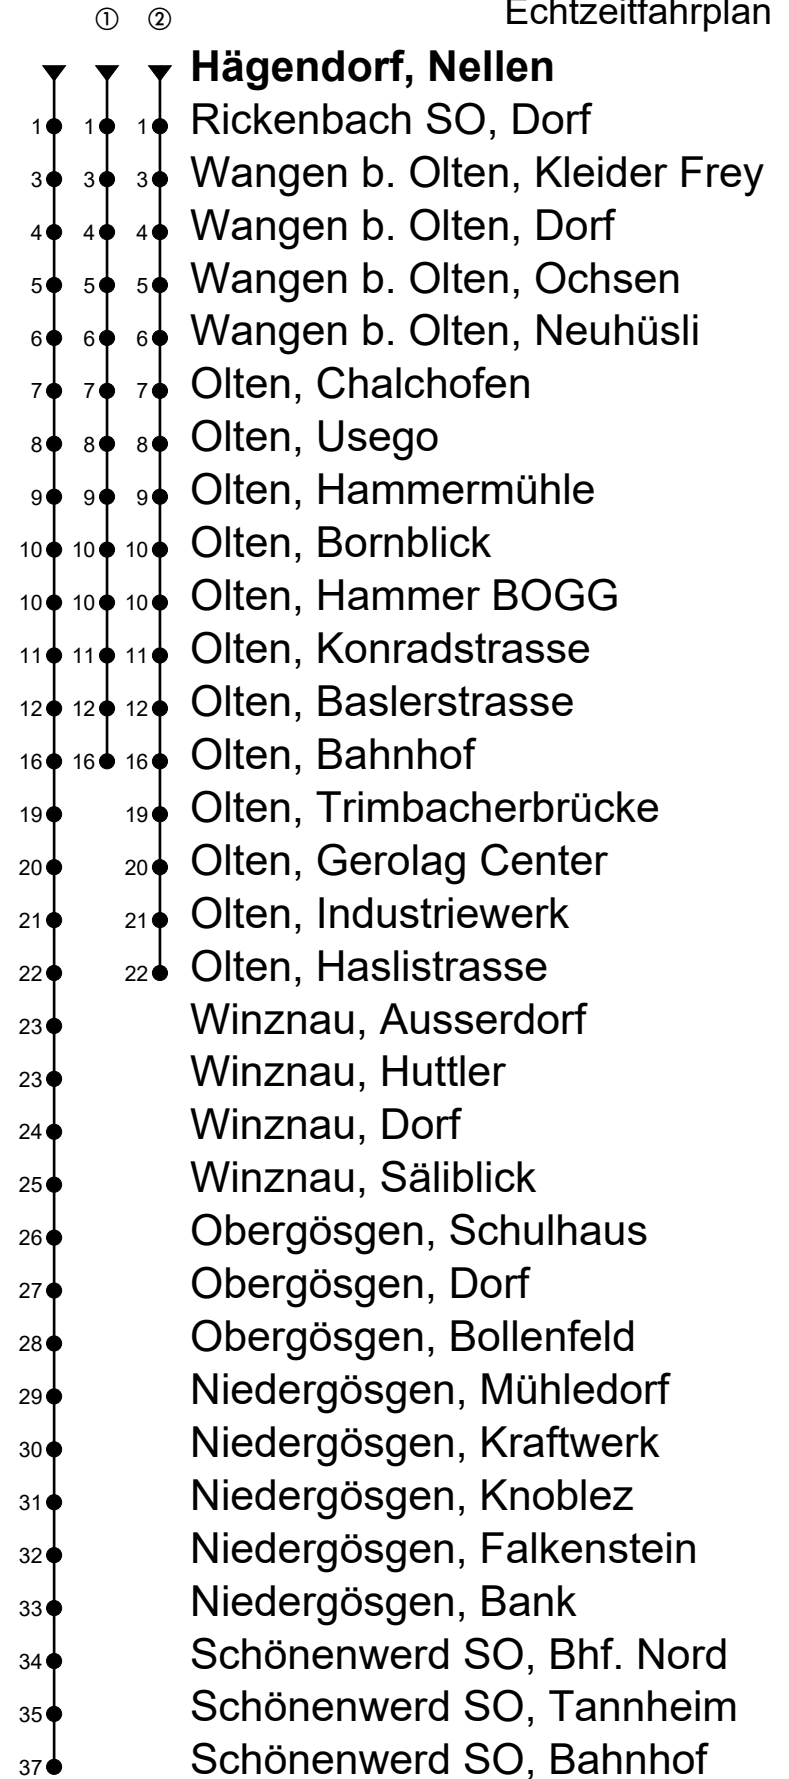 ① ② Echtzeitfahrplan
Hägendorf, Nellen
1 1 1 Rickenbach SO, Dorf
3 3 3 Wangen b. Olten, Kleider Frey
4 4 4 Wangen b. Olten, Dorf
5 5 5 Wangen b. Olten, Ochsen
6 6 6 Wangen b. Olten, Neuhüsli
7 7 7 Olten, Chalchofen
8 8 8 Olten, Usego
9 9 9 Olten, Hammermühle
10 10 10 Olten, Bornblick
10 10 10 Olten, Hammer BOGG
11 11 11 Olten, Konradstrasse
12 12 12 Olten, Baslerstrasse
16 16 16 Olten, Bahnhof
19 19 Olten, Trimbacherbrücke
20 20 Olten, Gerolag Center
21 21 Olten, Industriewerk
22 22 Olten, Haslistrasse
23 Winznau, Ausserdorf
23 Winznau, Huttler
24 Winznau, Dorf
25 Winznau, Säliblick
26 Obergösgen, Schulhaus
27 Obergösgen, Dorf
28 Obergösgen, Bollenfeld
29 Niedergösgen, Mühledorf
30 Niedergösgen, Kraftwerk
31 Niedergösgen, Knoblez
32 Niedergösgen, Falkenstein
33 Niedergösgen, Bank
34 Schönenwerd SO, Bhf. Nord
35 Schönenwerd SO, Tannheim
37 Schönenwerd SO, Bahnhof